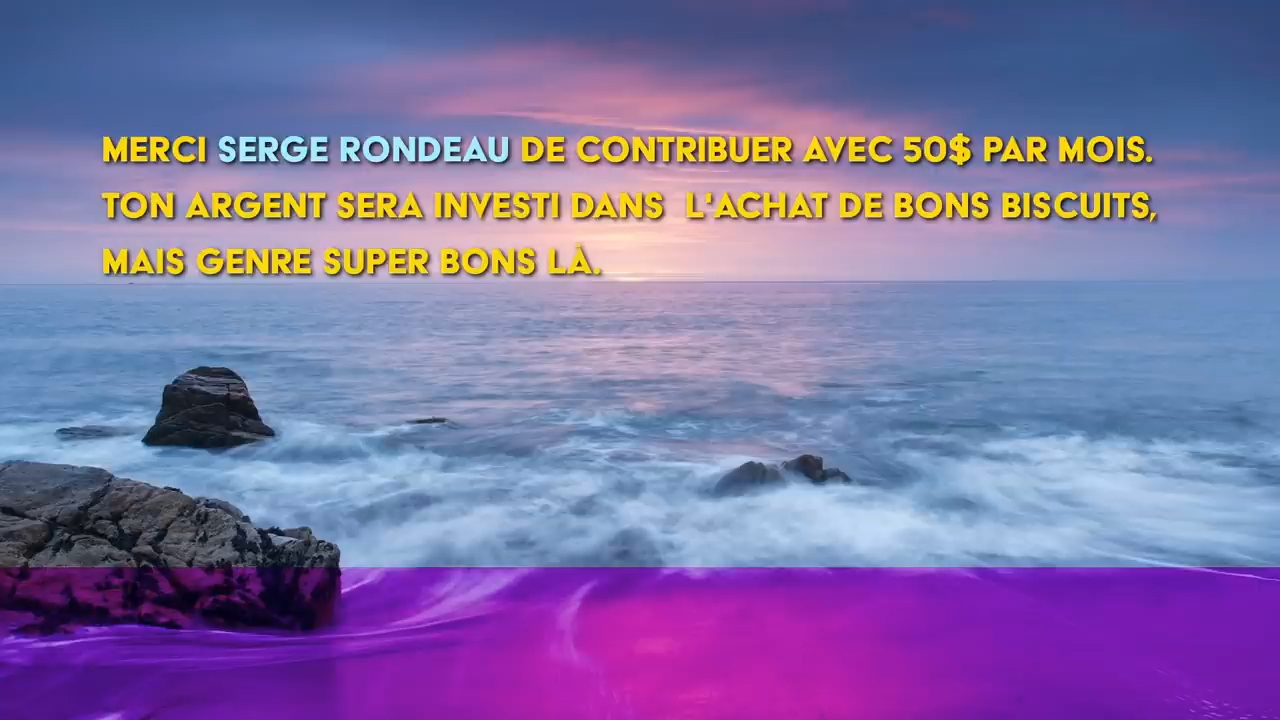 MERCI SERGE RONDEAU DE CONTRIBUER AVEC 50$ PAR MOIS.
TON ARGENT SERA INVESTI DANS  L'ACHAT DE BONS BISCUITS,
MAIS GENRE SUPER BONS LÀ.